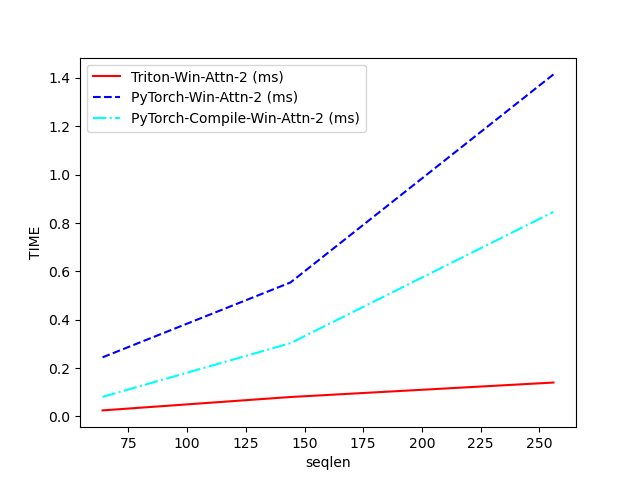 Triton-Win-Attn-2 (ms)
PyTorch-Win-Attn-2 (ms)
PyTorch-Compile-Win-Attn-2 (ms)
1.4
1.2
1.0
0.8
0.6
0.4
0.2
0.0
TIME
75 100 125 150 175 200 225 250
seqlen